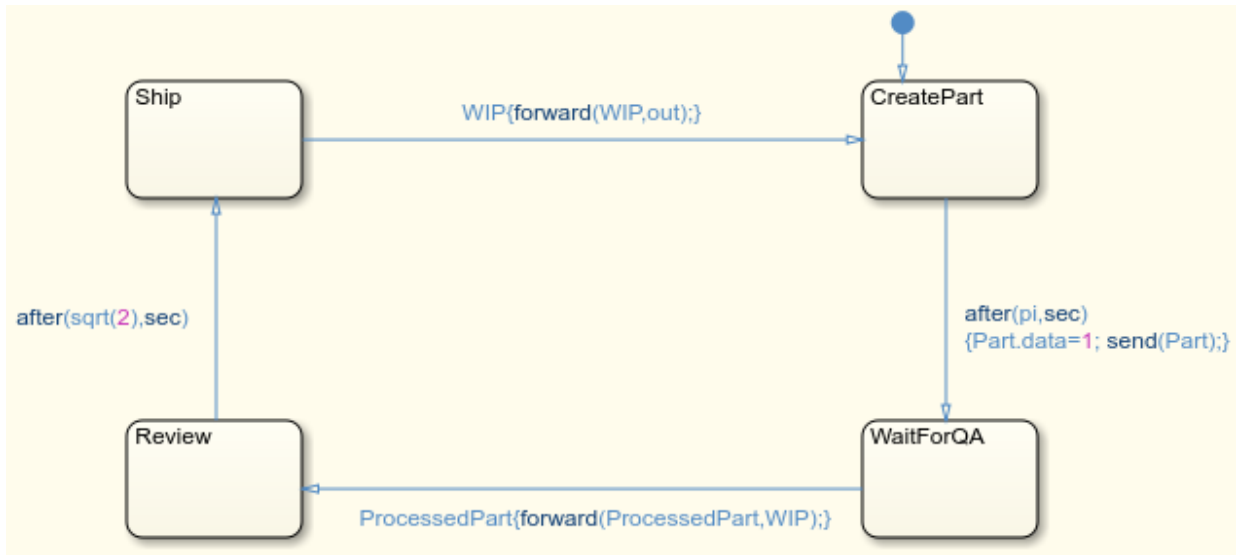 Ship
WIP{forward(WIP,out);}
CreatePart
after(sqrt(2),sec)
after(pi,sec)
{Part.data=1; send(Part);}
Review
WaitForQA
ProcessedPart{forward(ProcessedPart,WIP);}